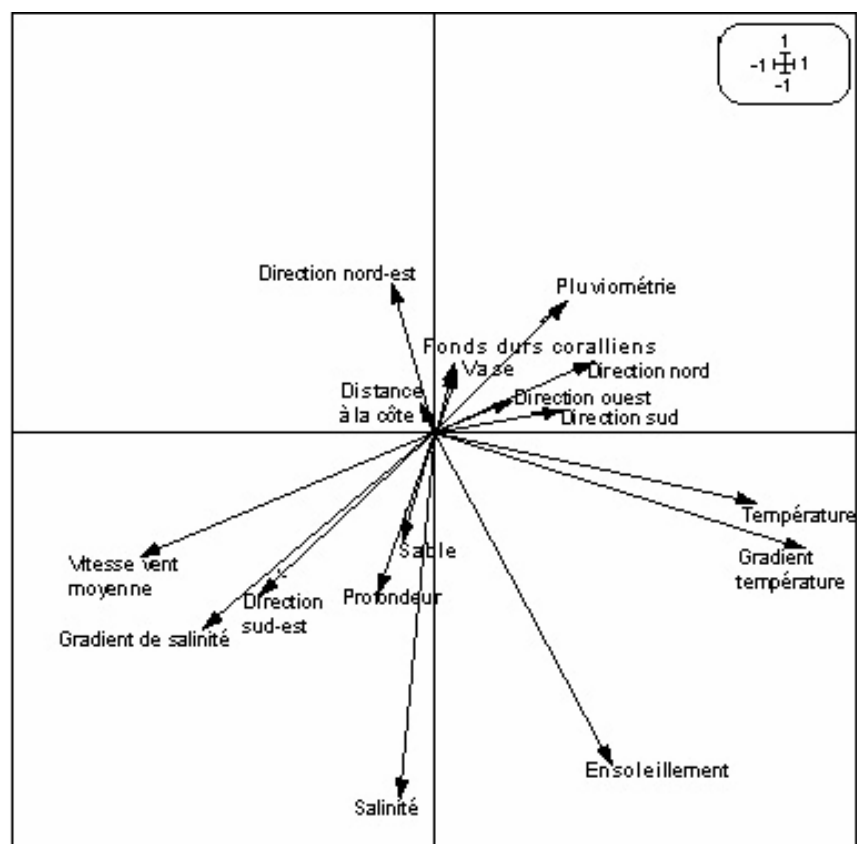 1
-1 1
-1
Direction nord-est
Pluviométrie
Fonds durs coralliens
Vase
Direction nord
Distance
à la côte
Direction ouest
Direction sud
Température
Gradient
température
Vitesse vent
moyenne
Sable
Profondeur
Direction
sud-est
Gradient de salinité
Ensoleillement
Salinité